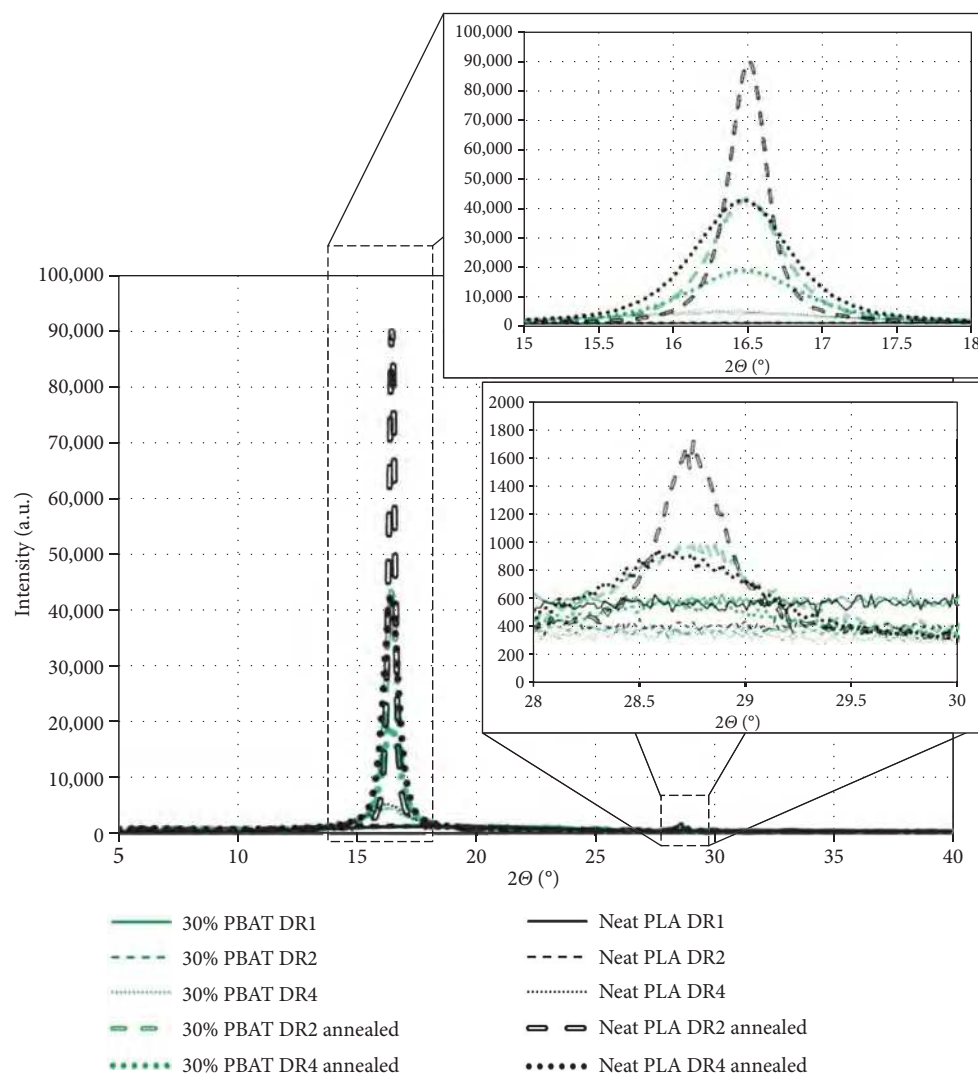 100,000
90,000
80,000
70,000
60,000
50,000
40,000
30,000
20,000
10,000
0
15 15.5 16 16.5 17 17.5 18
2Θ (°)
2000
1800
1600
1400
1200
1000
800
600
400
200
0
28 28.5 29 29.5 30
2Θ (°)
Intensity (a.u.)
100,000
90,000
80,000
70,000
60,000
50,000
40,000
30,000
20,000
10,000
0
5 10 15 20 25 30 35 40
2Θ (°)
30% PBAT DR1
30% PBAT DR2
30% PBAT DR4
30% PBAT DR2 annealed
30% PBAT DR4 annealed
Neat PLA DR1
Neat PLA DR2
Neat PLA DR4
Neat PLA DR2 annealed
Neat PLA DR4 annealed